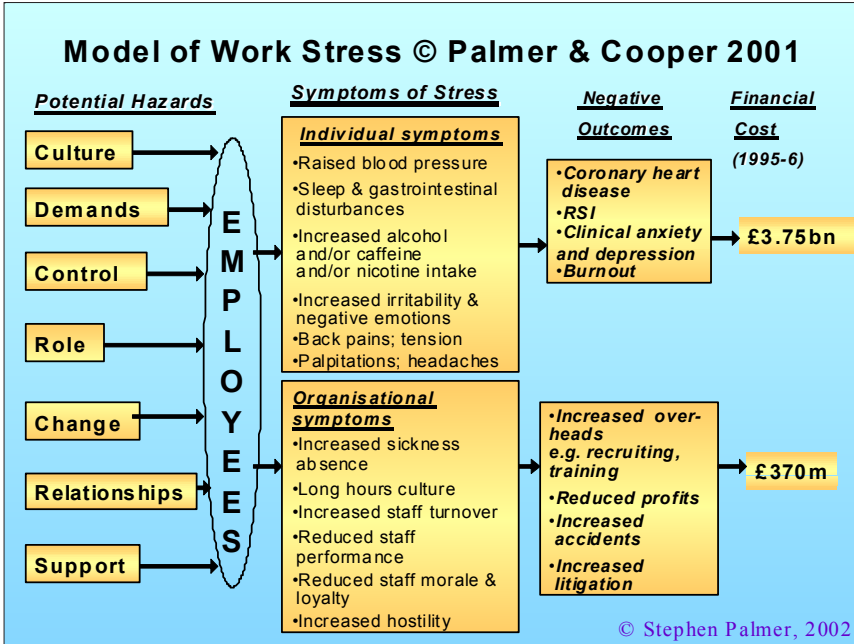 Model of Work Stress © Palmer & Cooper 2001
Potential Hazards
Culture
Demands
Control
Role
Change
Relationships
Support
EMPLOYEES
Symptoms of Stress
Individual symptoms
•Raised blood pressure
•Sleep & gastrointestinal
disturbances
•Increased alcohol
and/or caffeine
and/or nicotine intake
•Increased irritability &
negative emotions
•Back pains; tension
•Palpitations; headaches
Organisational
symptoms
•Increased sickness
absence
•Long hours culture
•Increased staff turnover
•Reduced staff
performance
•Reduced staff morale &
loyalty
•Increased hostility
Negative
Outcomes
•Coronary heart
disease
•RSI
•Clinical anxiety
and depression
•Burnout
•Increased over-
heads
e.g. recruiting,
training
•Reduced profits
•Increased
accidents
•Increased
litigation
Financial
Cost
(1995-6)
£3.75bn
£370m
© Stephen Palmer, 2002